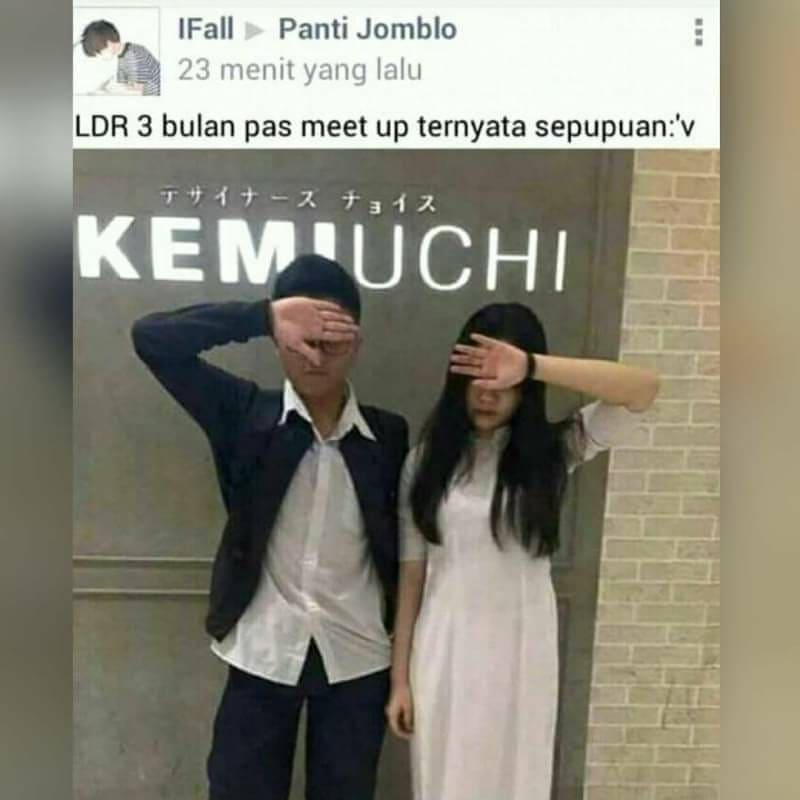 IFall ▶ Panti Jomblo
23 menit yang lalu
LDR 3 bulan pas meet up ternyata sepupuan:'v
デサイナーズ チョイス
KEMIUCHI